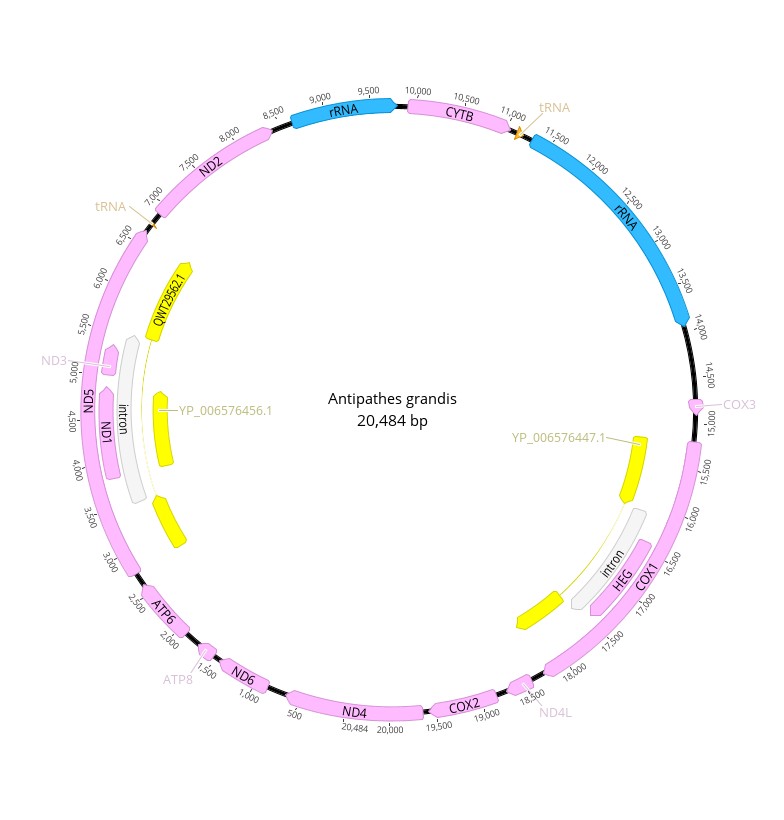 Antipathes grandis
20,484 bp
rRNA
CYTB
tRNA
rRNA
COX3
COX1
HEG
intron
YP_006576447.1
ND4L
COX2
ND4
ND6
ATP8
ATP6
ND5
ND1
ND3
intron
YP_006576456.1
QWT29562.1
tRNA
ND2
500
1,000
1,500
2,000
2,500
3,000
3,500
4,000
4,500
5,000
5,500
6,000
6,500
7,000
7,500
8,000
8,500
9,000
9,500
10,000
10,500
11,000
11,500
12,000
12,500
13,000
13,500
14,000
14,500
15,000
15,500
16,000
16,500
17,000
17,500
18,000
18,500
19,000
19,500
20,000
20,484